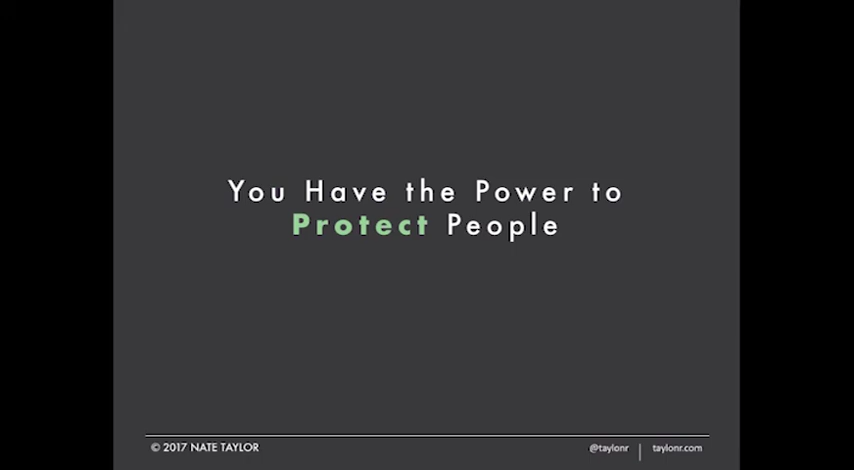 You Have the Power to
Protect People
© 2017 NATE TAYLOR
@taylonr | taylonr.com